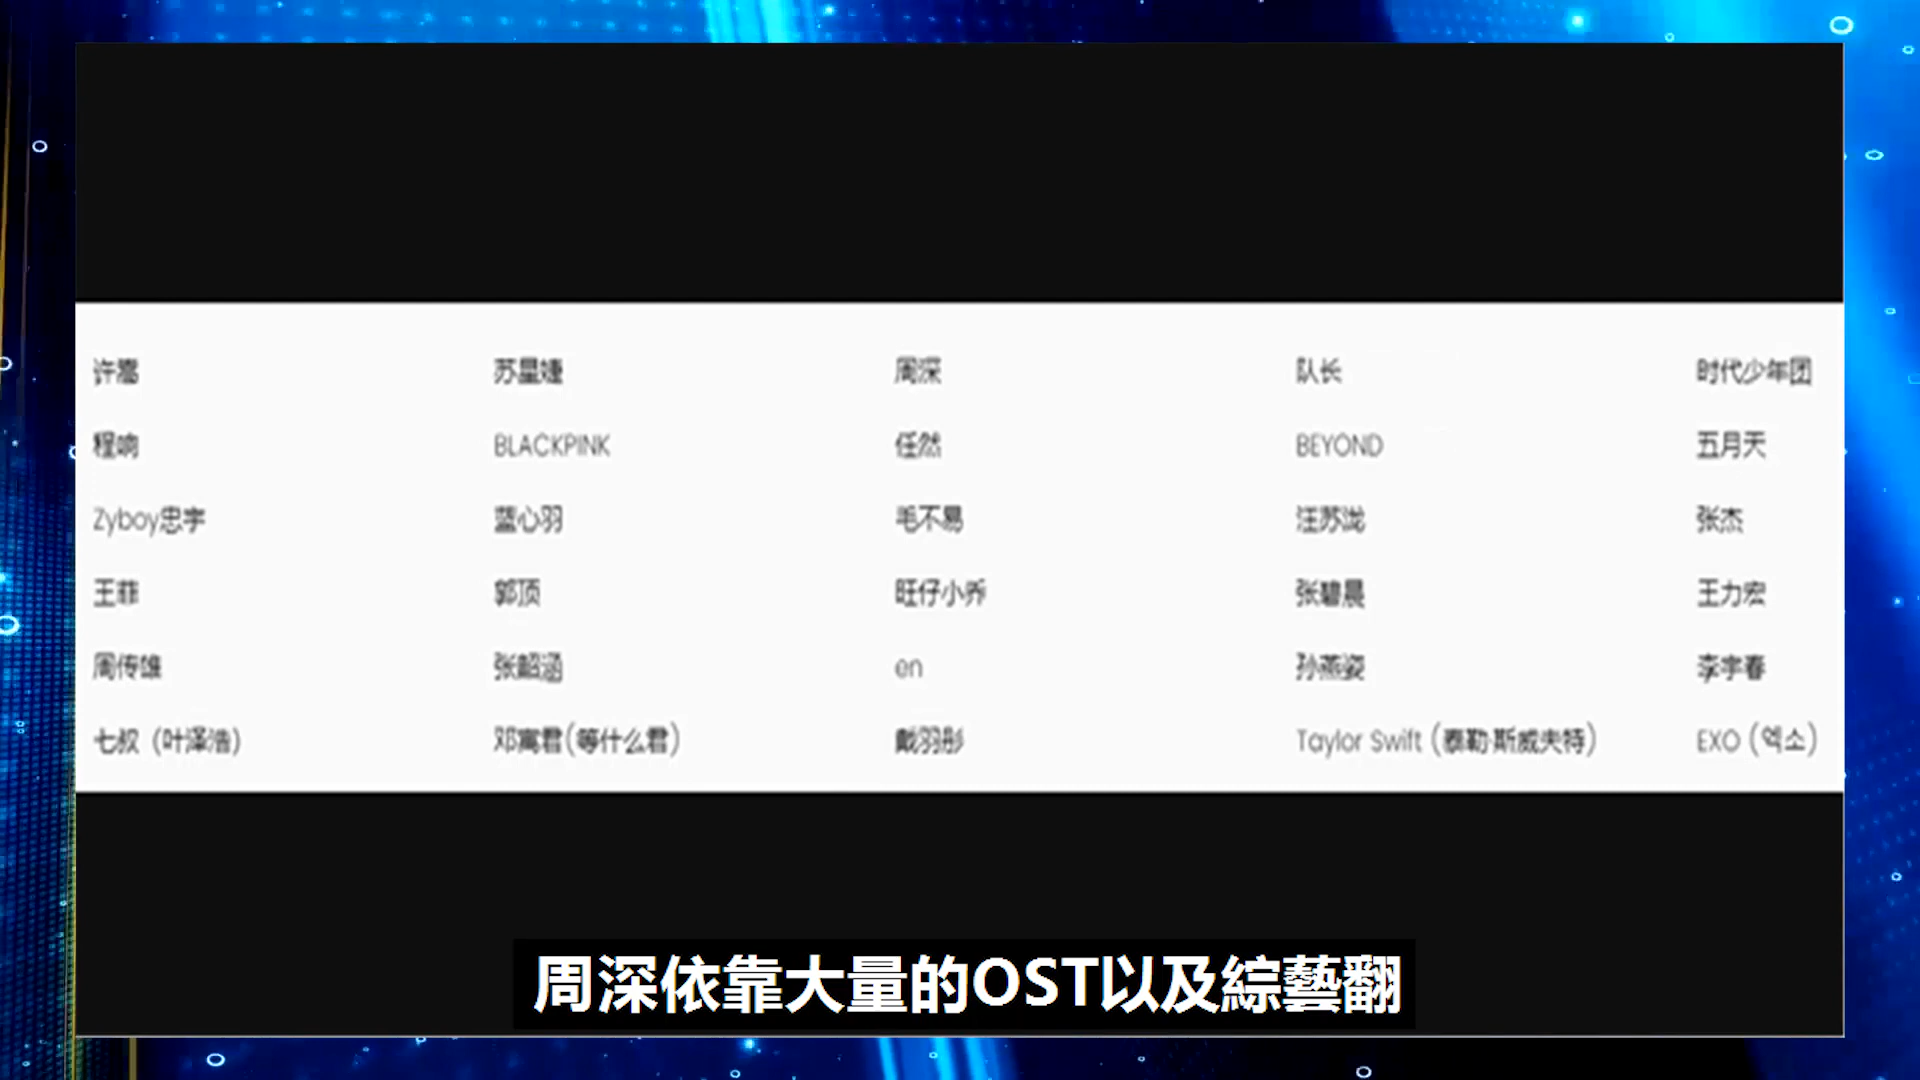 许嵩 苏星婕 周深 队长 时代少年团
程响 BLACKPINK 任然 BEYOND 五月天
Zyboy忠宇 蓝心羽 毛不易 汪苏泷 张杰
王菲 郭顶 旺仔小乔 张碧晨 王力宏
周传雄 张韶涵 en 孙燕姿 李宇春
七叔（叶泽浩） 邓寓君(等什么君) 戴羽彤 Taylor Swift (泰勒·斯威夫特) EXO (엑소)
周深依靠大量的OST以及綜藝翻